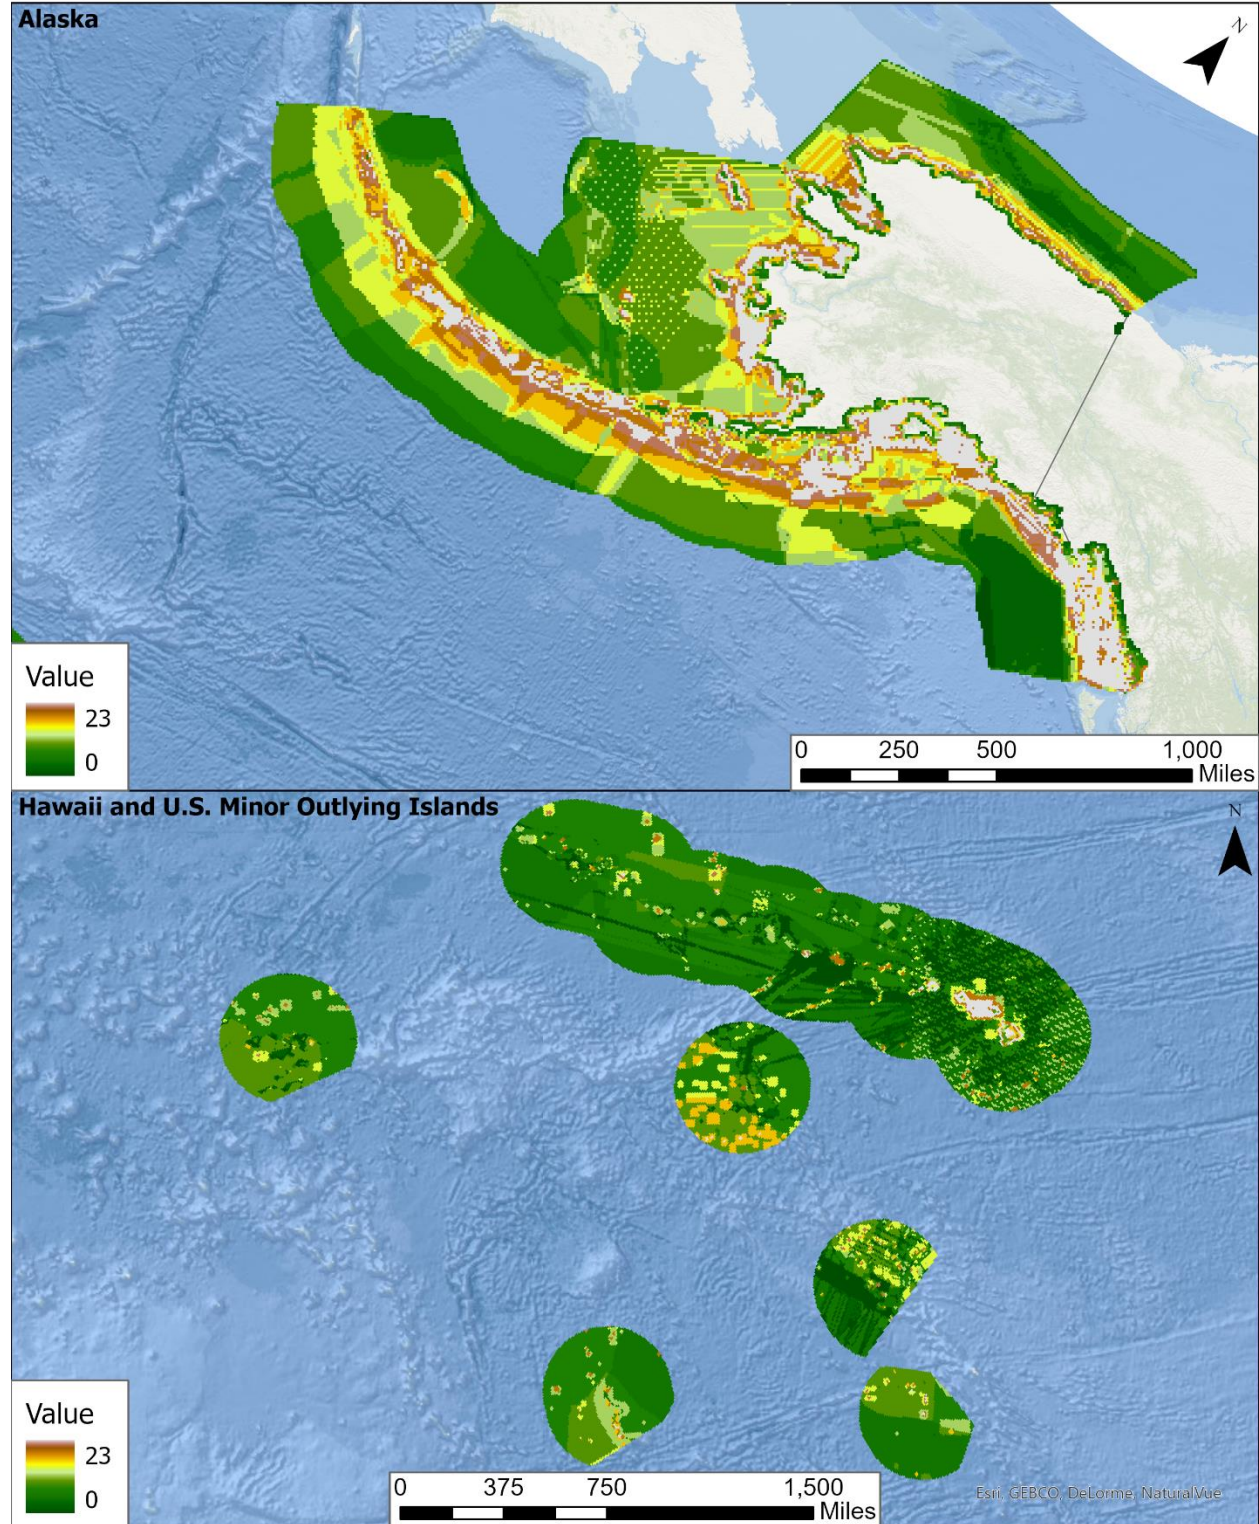 Alaska
N
Value
23
0
0 250 500 1,000
Miles
Hawaii and U.S. Minor Outlying Islands
N
Value
23
0
0 375 750 1,500
Miles
Esri, GEBCO, DeLorme, NaturalVue